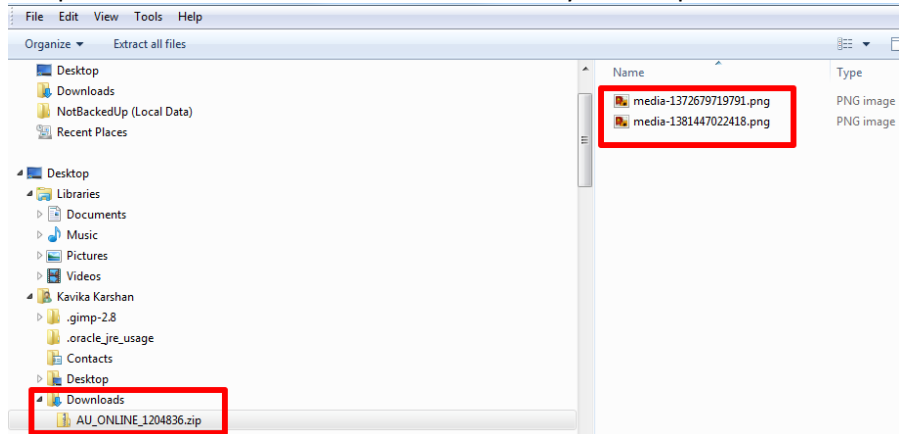 File Edit View Tools Help
Organize Extract all files
Desktop
Downloads
NotBackedUp (Local Data)
Recent Places
Desktop
Libraries
Documents
Music
Pictures
Videos
Kavika Karshan
.gimp-2.8
.oracle_jre_usage
Contacts
Desktop
Downloads
AU_ONLINE_1204836.zip
Name Type
media-1372679719791.png PNG image
media-1381447022418.png PNG image